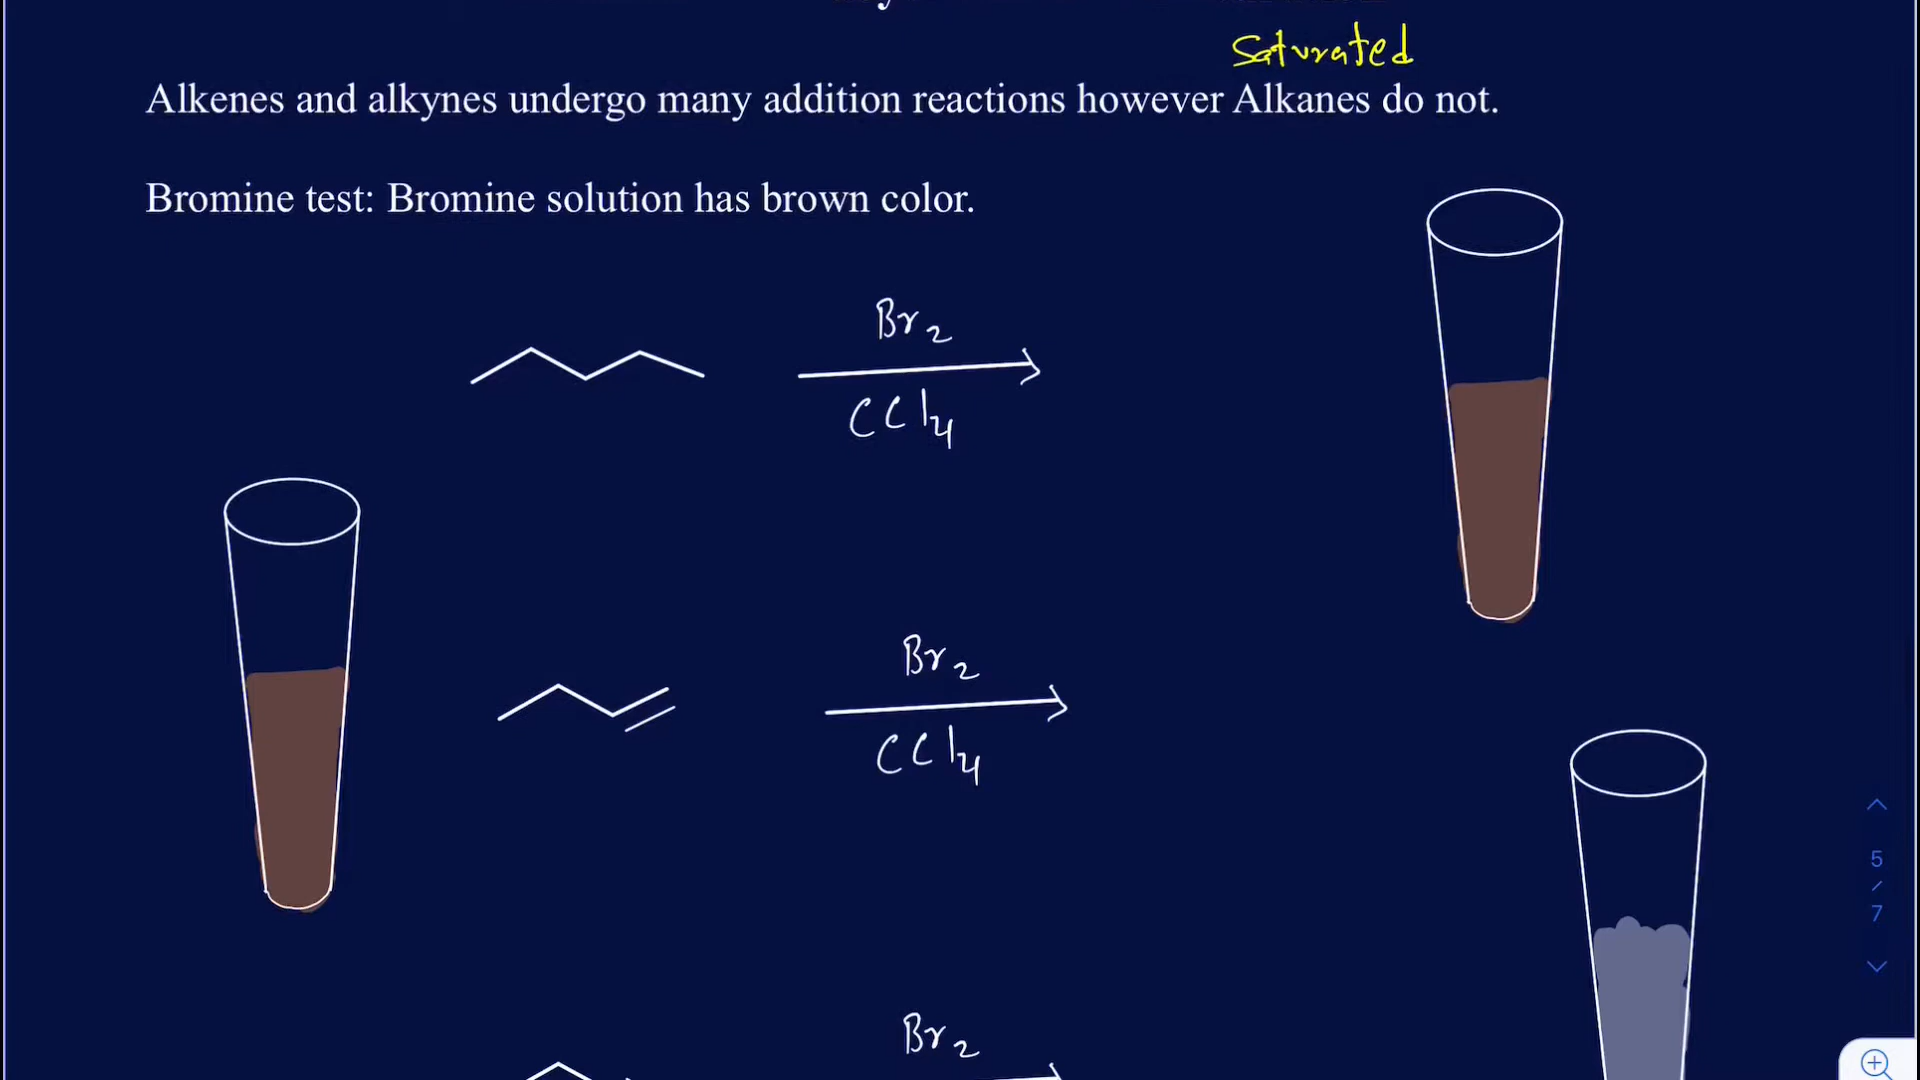 Saturated
Alkenes and alkynes undergo many addition reactions however Alkanes do not.
Bromine test: Bromine solution has brown color.
Br2
CCl4
Br2
CCl4
5
/
7
Br2